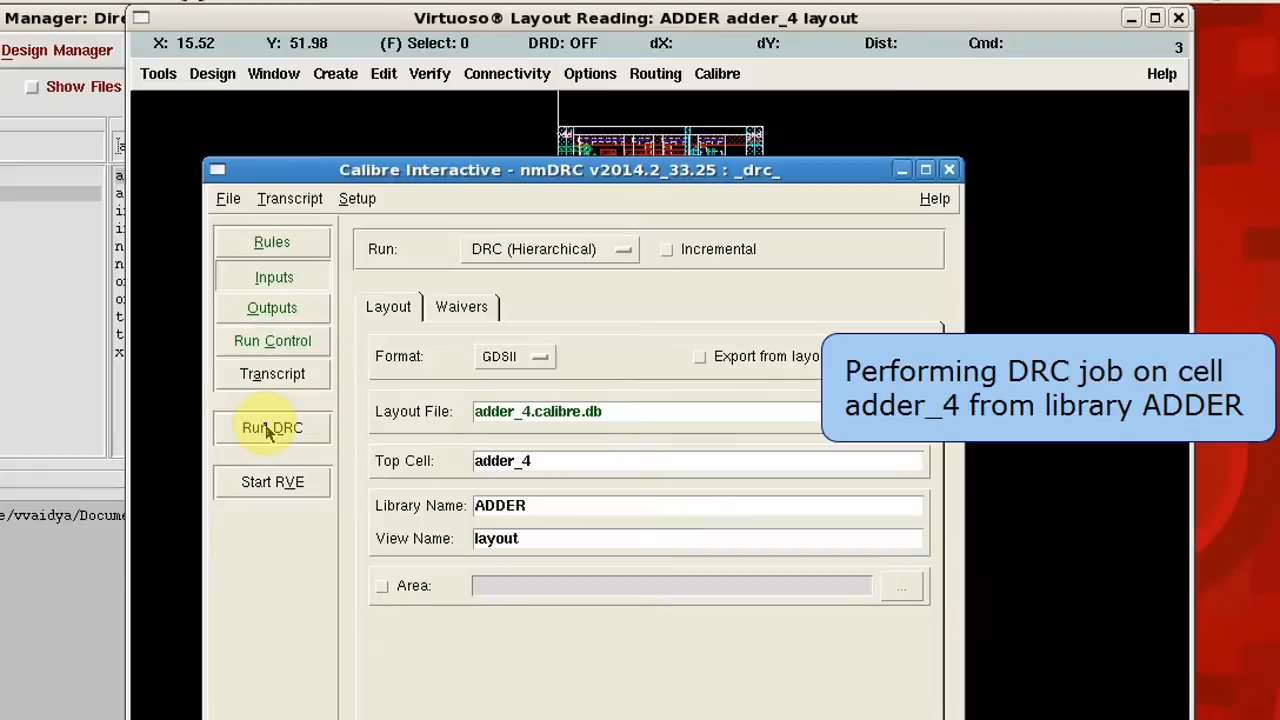 Manager: Dire
Virtuoso® Layout Reading: ADDER adder_4 layout
X: 15.52 Y: 51.98 (F) Select: 0 DRD: OFF dX: dY: Dist: Cmd: 3
Design Manager
Tools Design Window Create Edit Verify Connectivity Options Routing Calibre Help
Show Files
Calibre Interactive - nmDRC v2014.2_33.25 : _drc_
File Transcript Setup Help
Rules
Inputs
Outputs
Run Control
Transcript
Run DRC
Start RVE
Run: DRC (Hierarchical) Incremental
Layout Waivers
Format: GDSII Export from layo
Layout File: adder_4.calibre.db
Top Cell: adder_4
Library Name: ADDER
View Name: layout
Area: ...
Performing DRC job on cell
adder_4 from library ADDER
e/vvaidya/Docume